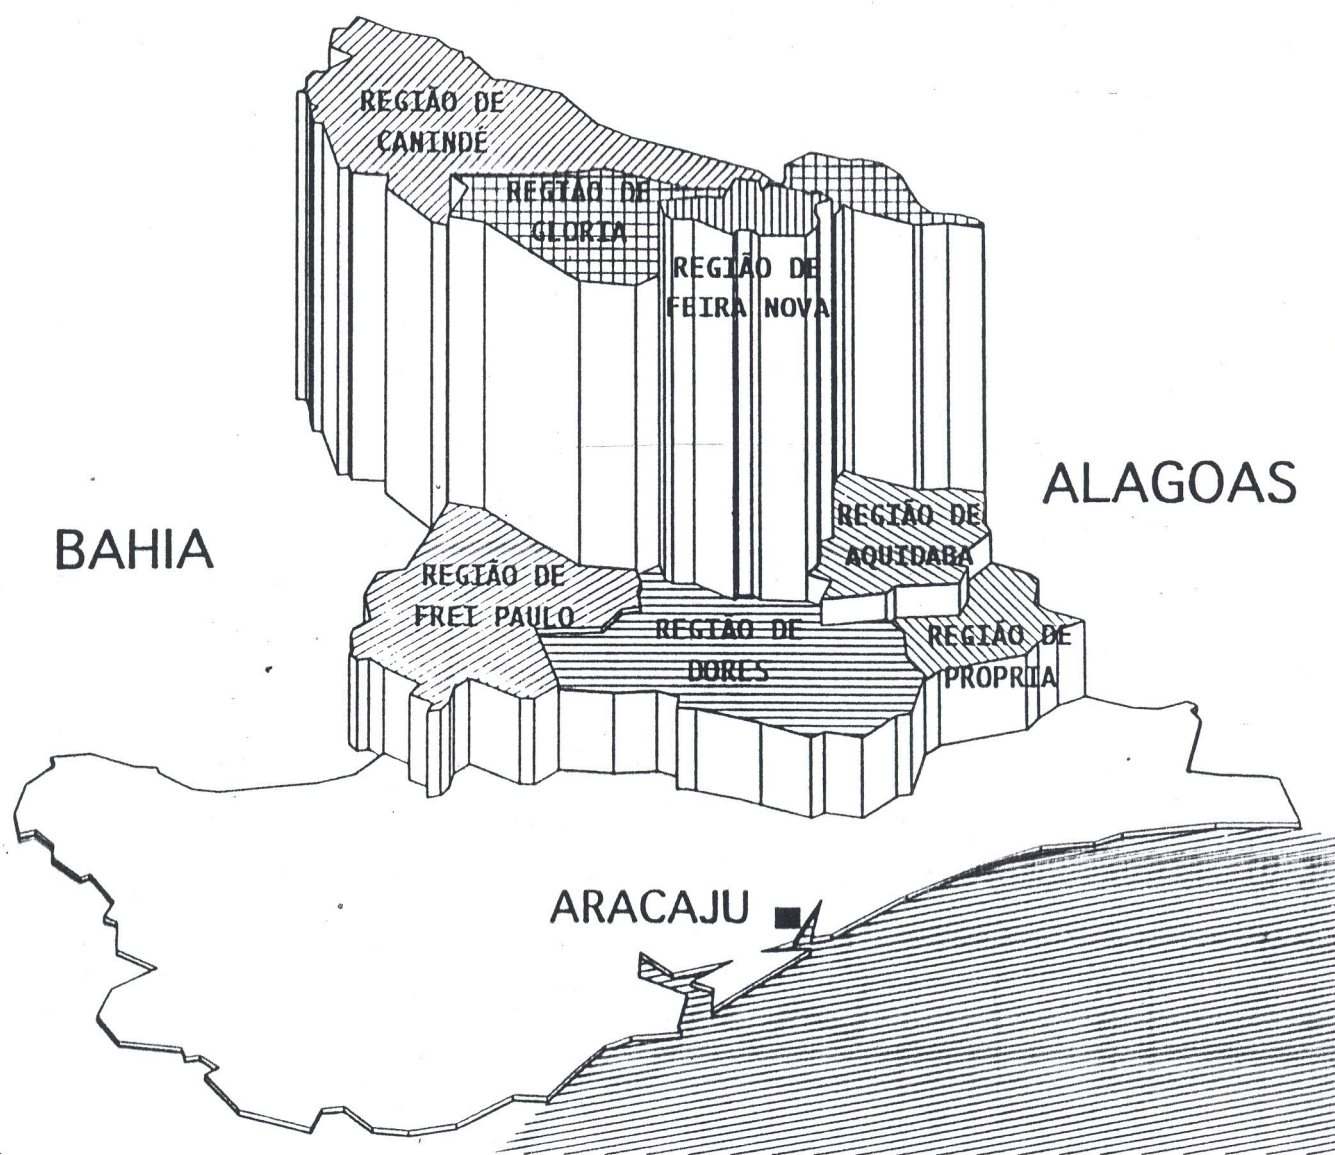 REGIÃO DE
CANINDÉ
REGIÃO DE
GLORIA
REGIÃO DE
FEIRA NOVA
ALAGOAS
BAHIA
REGIÃO DE
AQUIDABA
REGIÃO DE
FREI PAULO
REGIÃO DE
DORES
REGIÃO DE
PROPRIA
ARACAJU